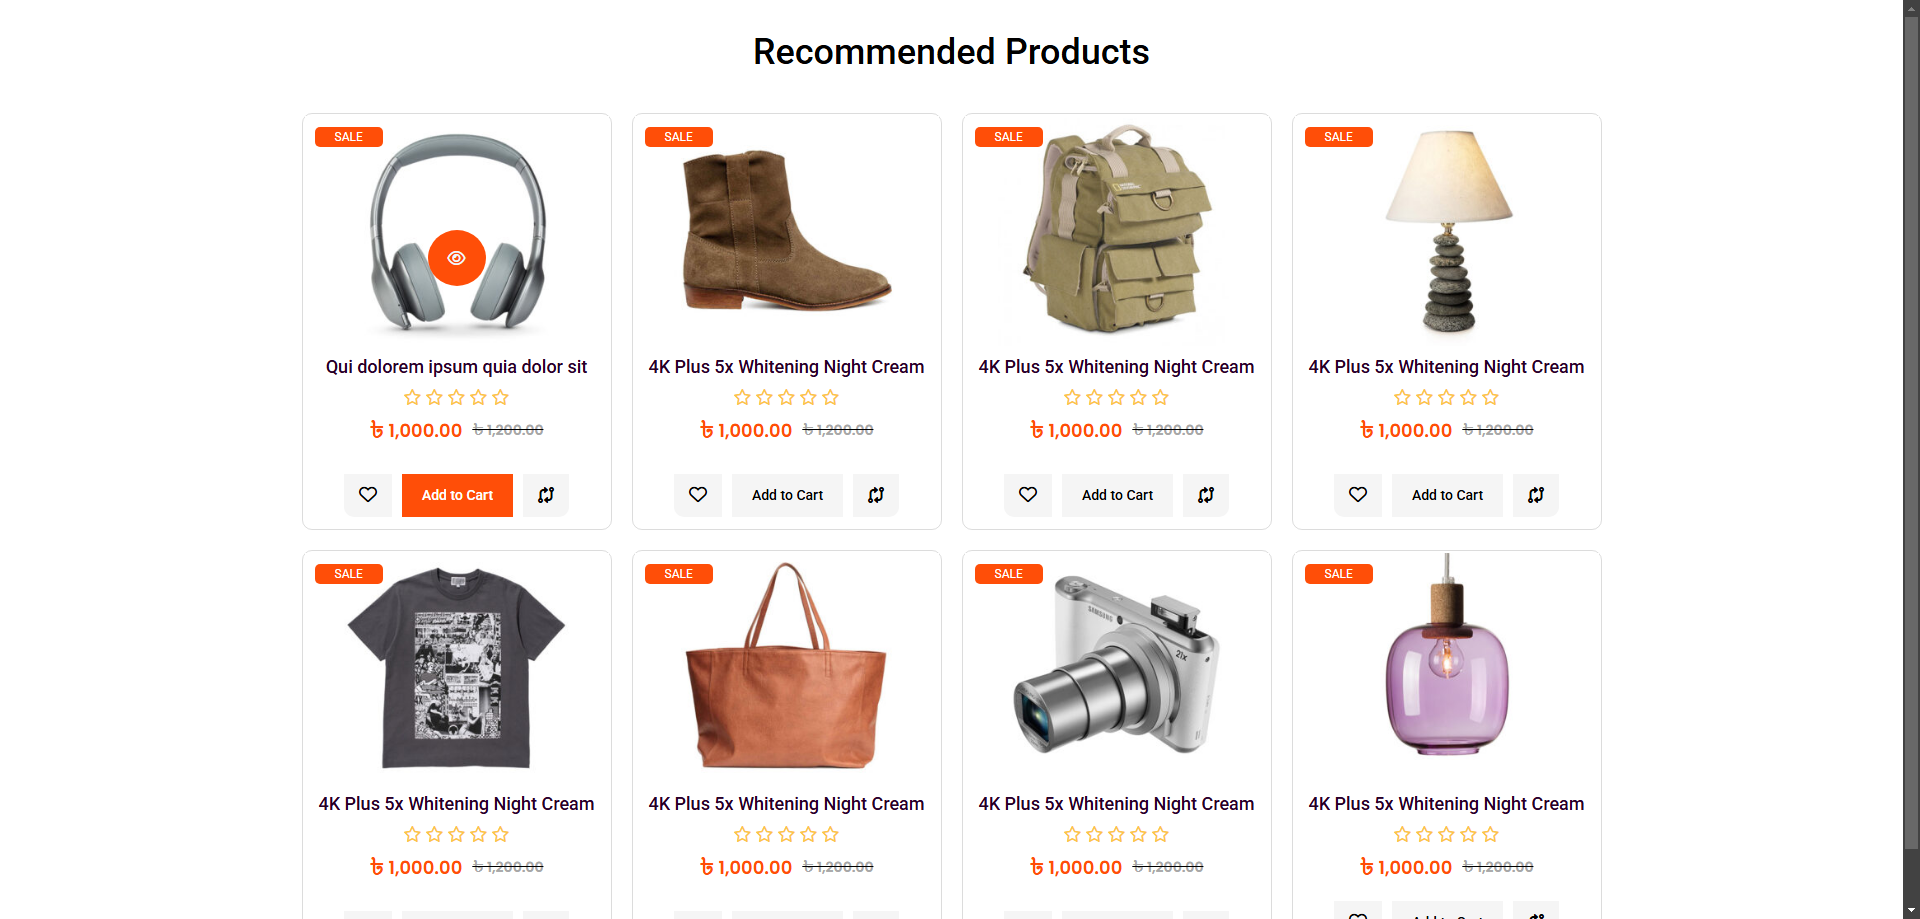 Recommended Products
SALE
SALE
SALE
SALE
Qui dolorem ipsum quia dolor sit
4K Plus 5x Whitening Night Cream
4K Plus 5x Whitening Night Cream
4K Plus 5x Whitening Night Cream
৳ 1,000.00 ৳ 1,200.00
৳ 1,000.00 ৳ 1,200.00
৳ 1,000.00 ৳ 1,200.00
৳ 1,000.00 ৳ 1,200.00
Add to Cart
Add to Cart
Add to Cart
Add to Cart
SALE
SALE
SALE
SALE
SAMSUNG
21x
4K Plus 5x Whitening Night Cream
4K Plus 5x Whitening Night Cream
4K Plus 5x Whitening Night Cream
4K Plus 5x Whitening Night Cream
৳ 1,000.00 ৳ 1,200.00
৳ 1,000.00 ৳ 1,200.00
৳ 1,000.00 ৳ 1,200.00
৳ 1,000.00 ৳ 1,200.00